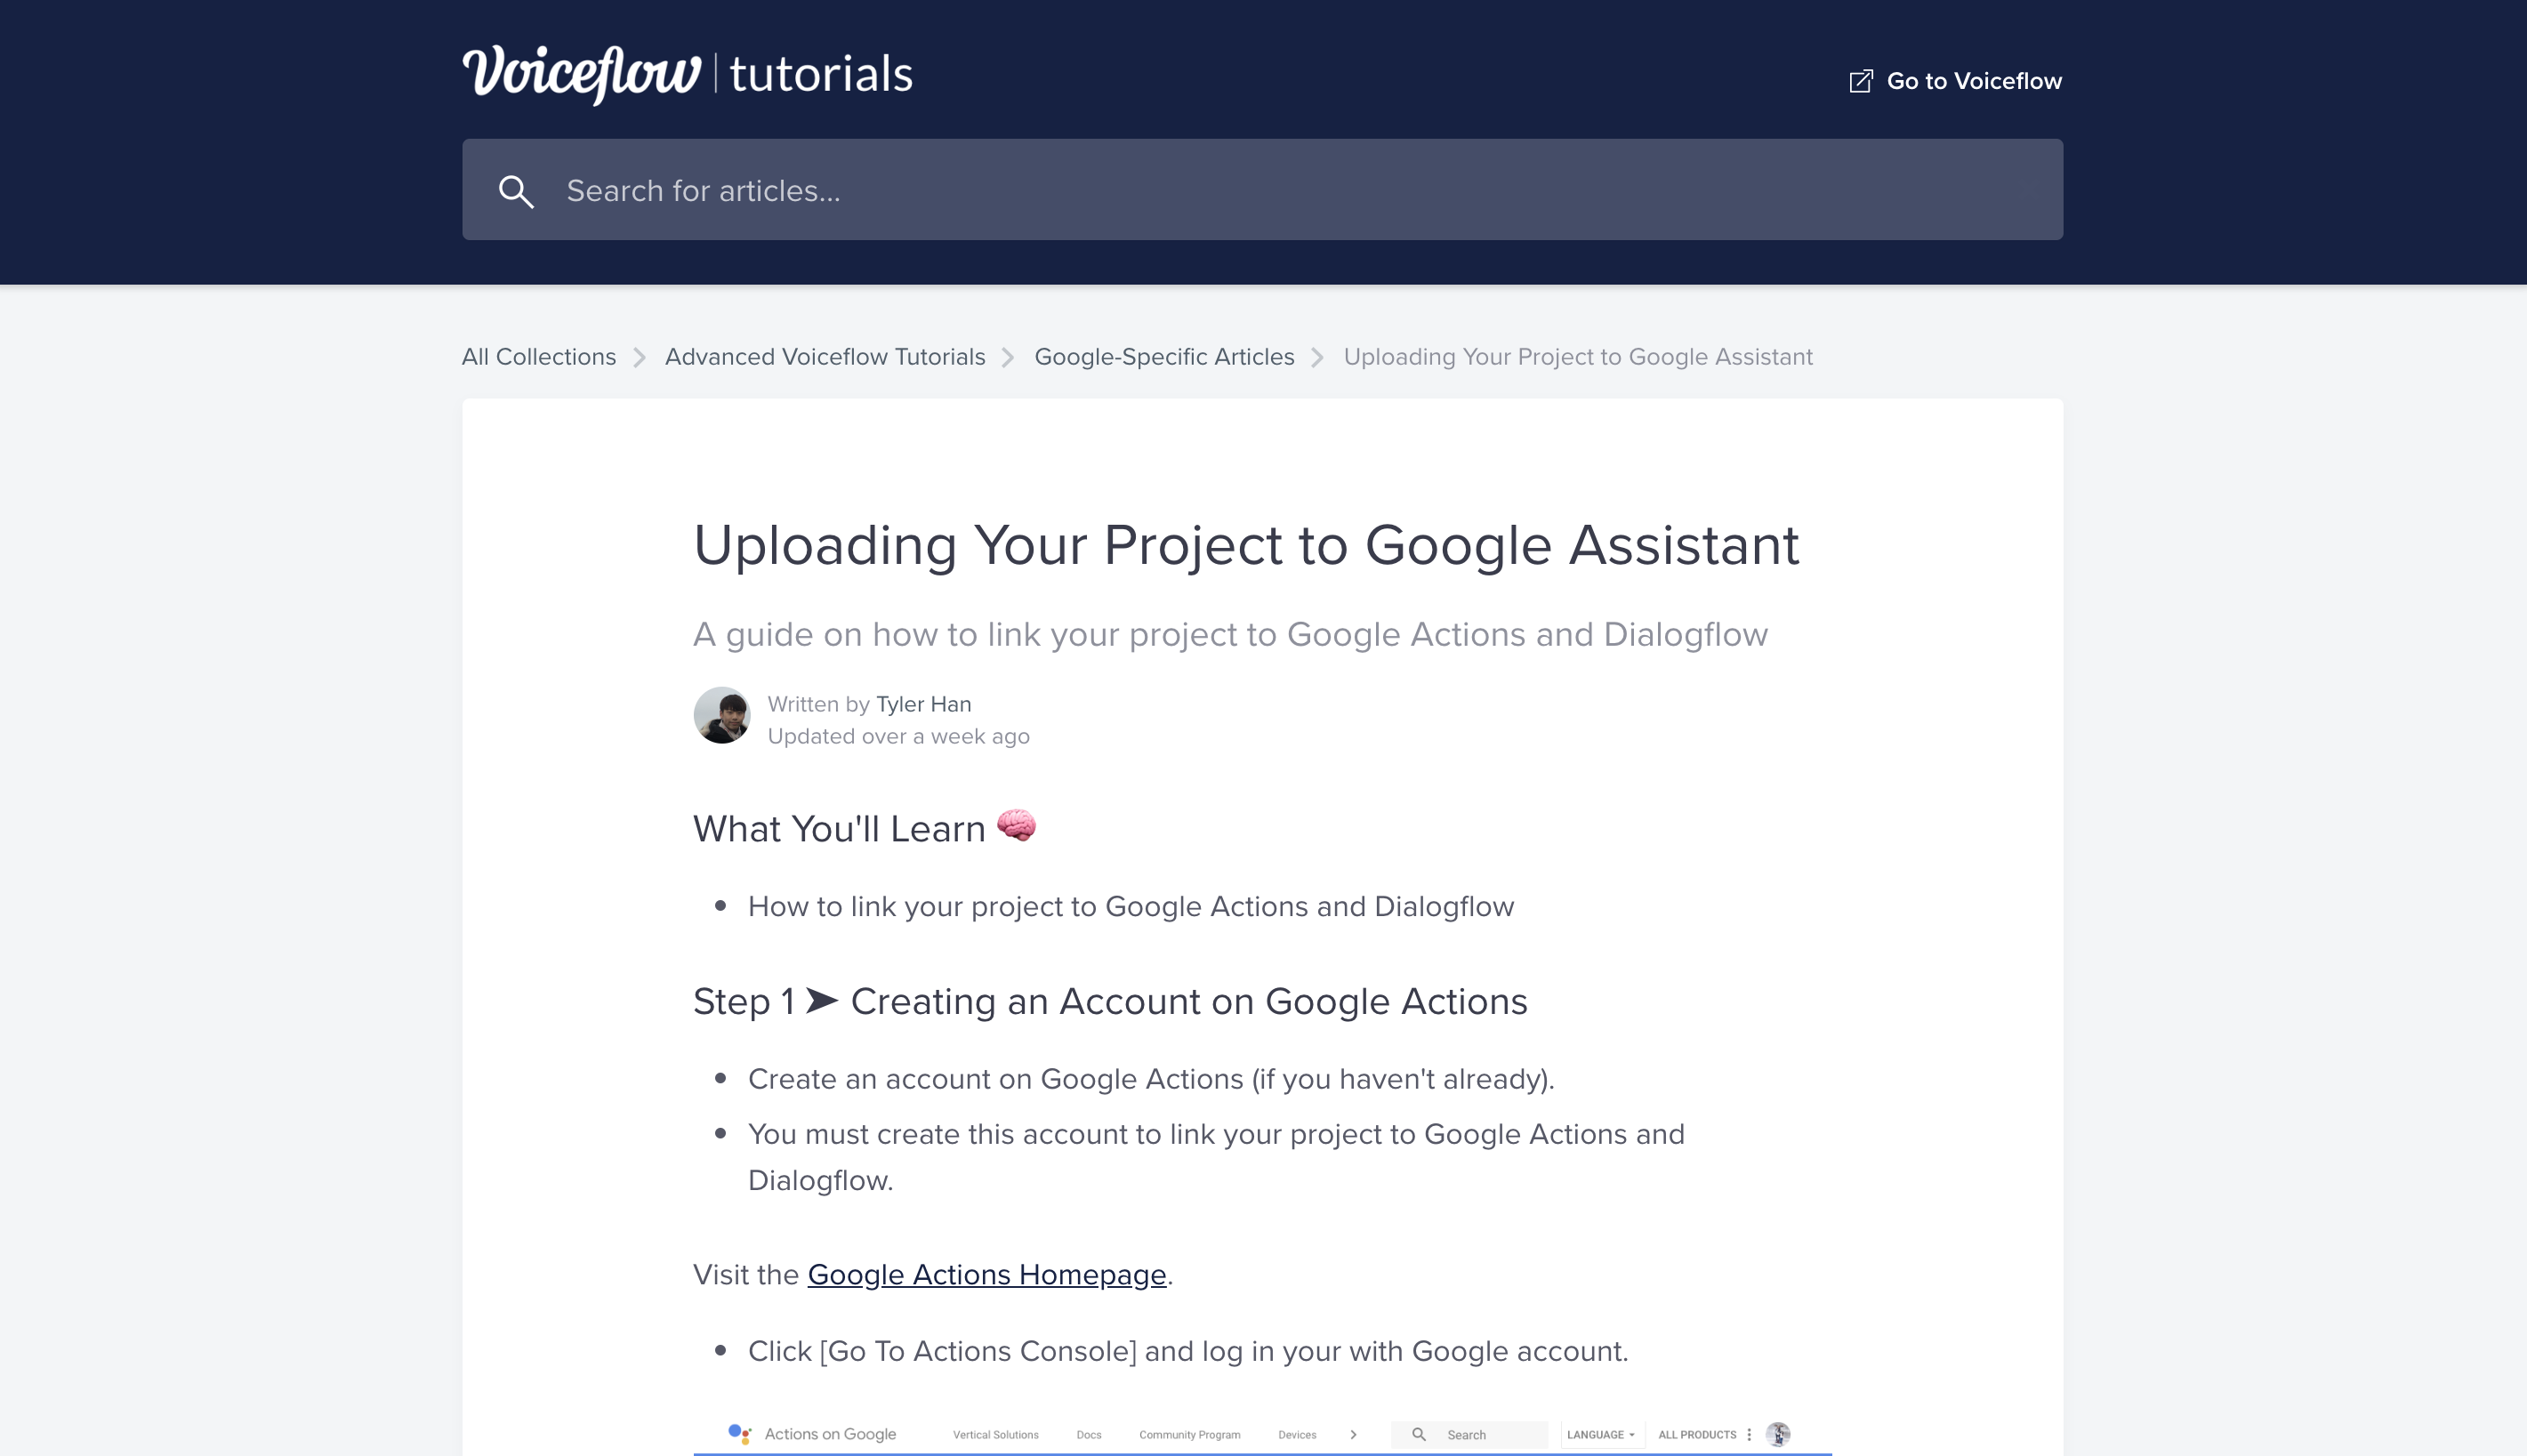 Voiceflow | tutorials
Go to Voiceflow
Search for articles...
All Collections > Advanced Voiceflow Tutorials > Google-Specific Articles > Uploading Your Project to Google Assistant
Uploading Your Project to Google Assistant
A guide on how to link your project to Google Actions and Dialogflow
Written by Tyler Han
Updated over a week ago
What You'll Learn 🧠
• How to link your project to Google Actions and Dialogflow
Step 1 ➤ Creating an Account on Google Actions
• Create an account on Google Actions (if you haven't already).
• You must create this account to link your project to Google Actions and
Dialogflow.
Visit the Google Actions Homepage.
• Click [Go To Actions Console] and log in your with Google account.
Actions on Google Vertical Solutions Docs Community Program Devices > Search LANGUAGE ALL PRODUCTS